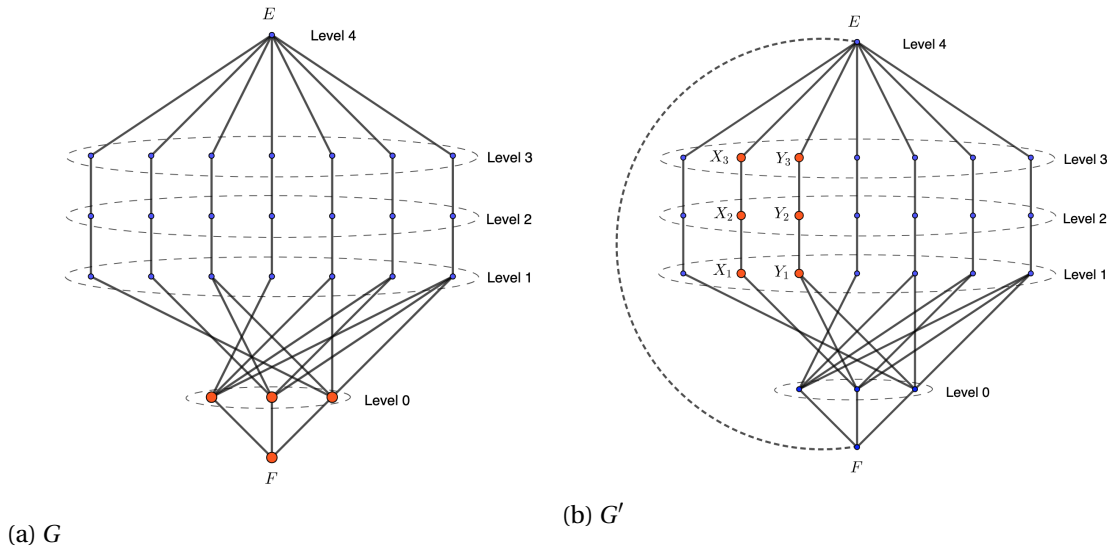 E
Level 4
Level 3
Level 2
Level 1
Level 0
F
(a) G
E
Level 4
X₃ Y₃ Level 3
X₂ Y₂ Level 2
X₁ Y₁ Level 1
Level 0
F
(b) G′